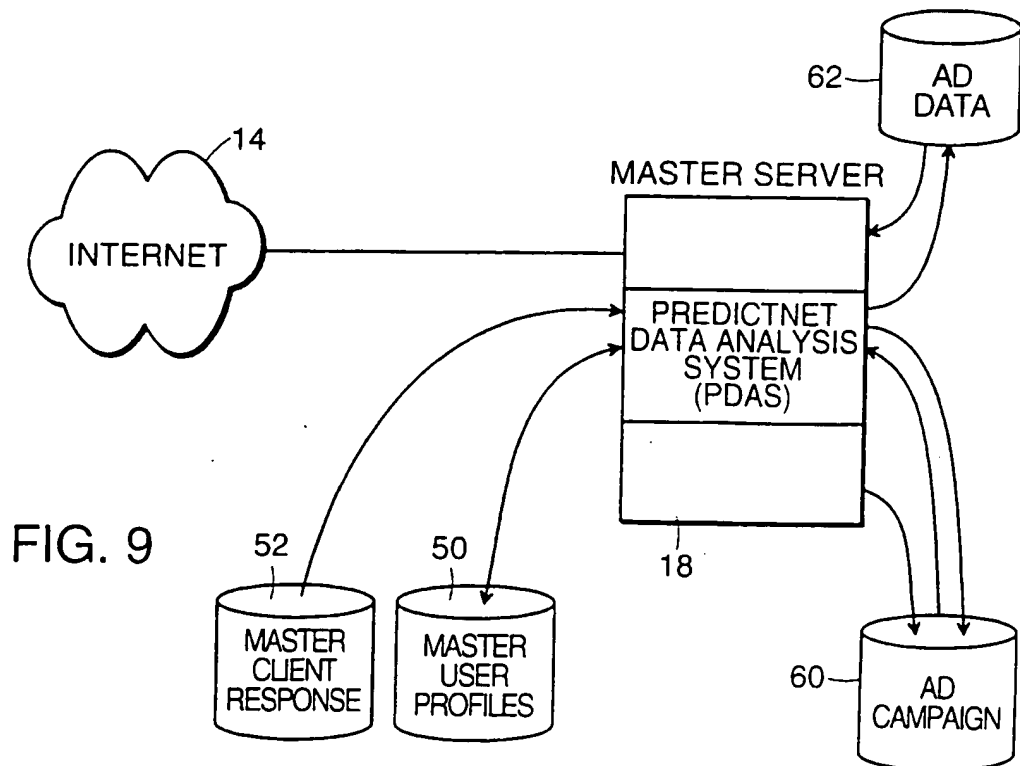 62
AD
DATA
14
INTERNET
MASTER SERVER
PREDICTNET
DATA ANALYSIS
SYSTEM
(PDAS)
18
FIG. 9
52
MASTER
CLIENT
RESPONSE
50
MASTER
USER
PROFILES
60
AD
CAMPAIGN